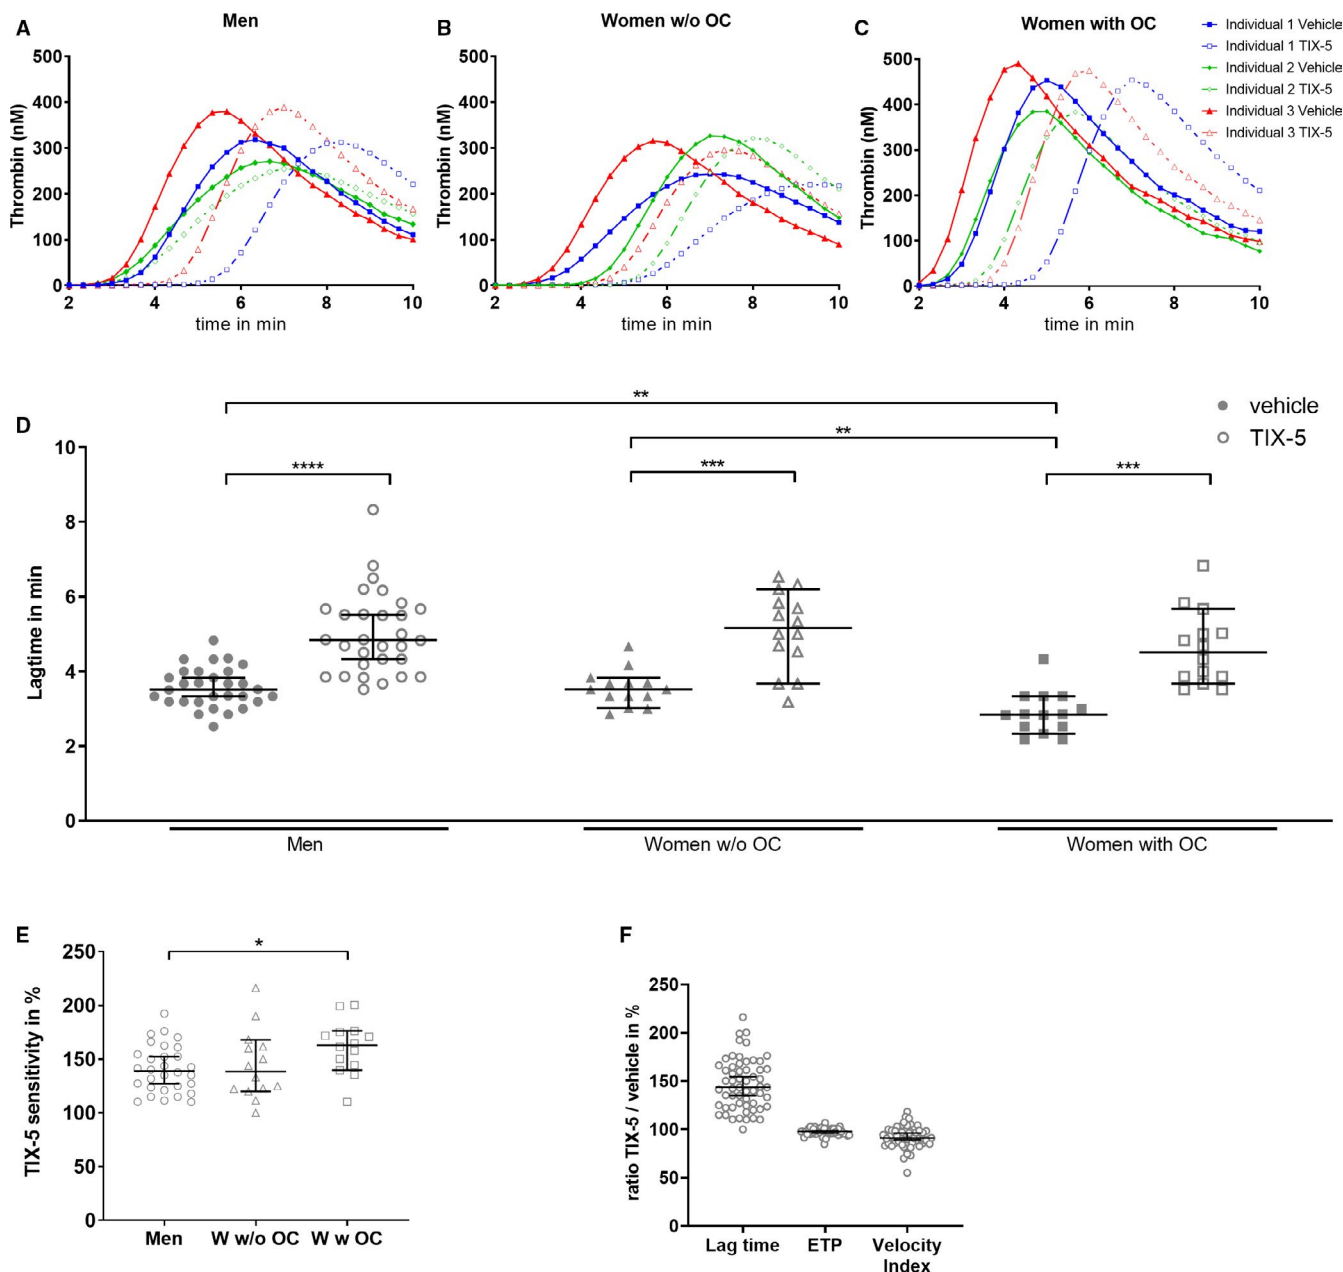 A
Men
Thrombin (nM)
500
400
300
200
100
0
2
4
6
8
10
time in min
B
Women w/o OC
Thrombin (nM)
500
400
300
200
100
0
2
4
6
8
10
time in min
C
Women with OC
Thrombin (nM)
500
400
300
200
100
0
2
4
6
8
10
time in min
Individual 1 Vehicle
Individual 1 TIX-5
Individual 2 Vehicle
Individual 2 TIX-5
Individual 3 Vehicle
Individual 3 TIX-5
D
vehicle
TIX-5
**
**
****
***
***
Lagtime in min
10
8
6
4
2
0
Men
Women w/o OC
Women with OC
E
TIX-5 sensitivity in %
250
200
150
100
50
0
*
Men
W w/o OC
W w OC
F
ratio TIX-5 / vehicle in %
250
200
150
100
50
0
Lag time
ETP
Velocity
Index